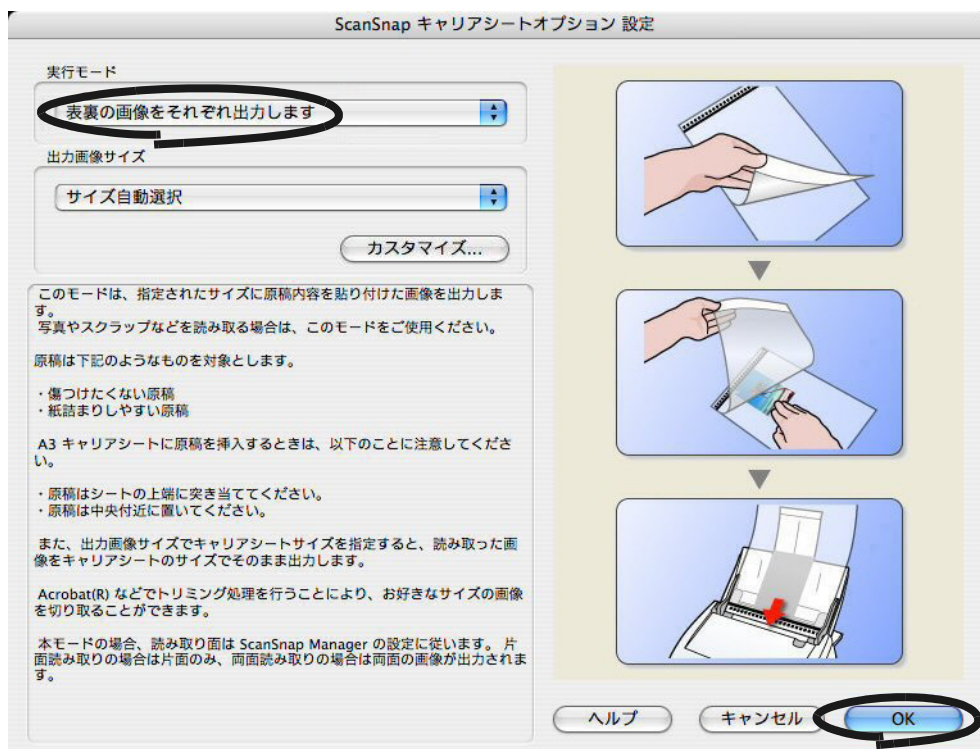 ScanSnap キャリアシートオプション 設定
実行モード
表裏の画像をそれぞれ出力します
出力画像サイズ
サイズ自動選択
カスタマイズ...
このモードは、指定されたサイズに原稿内容を貼り付けた画像を出力しま
す。
写真やスクラップなどを読み取る場合は、このモードをご使用ください。
原稿は下記のようなものを対象とします。
・傷つけたくない原稿
・紙詰まりしやすい原稿
A3 キャリアシートに原稿を挿入するときは、以下のことに注意してくださ
い。
・原稿はシートの上端に突き当ててください。
・原稿は中央付近に置いてください。
また、出力画像サイズでキャリアシートサイズを指定すると、読み取った画
像をキャリアシートのサイズでそのまま出力します。
Acrobat(R) などでトリミング処理を行うことにより、お好きなサイズの画像
を切り取ることができます。
本モードの場合、読み取り面は ScanSnap Manager の設定に従います。 片
面読み取りの場合は片面のみ、両面読み取りの場合は両面の画像が出力されま
す。
ヘルプ
キャンセル
OK